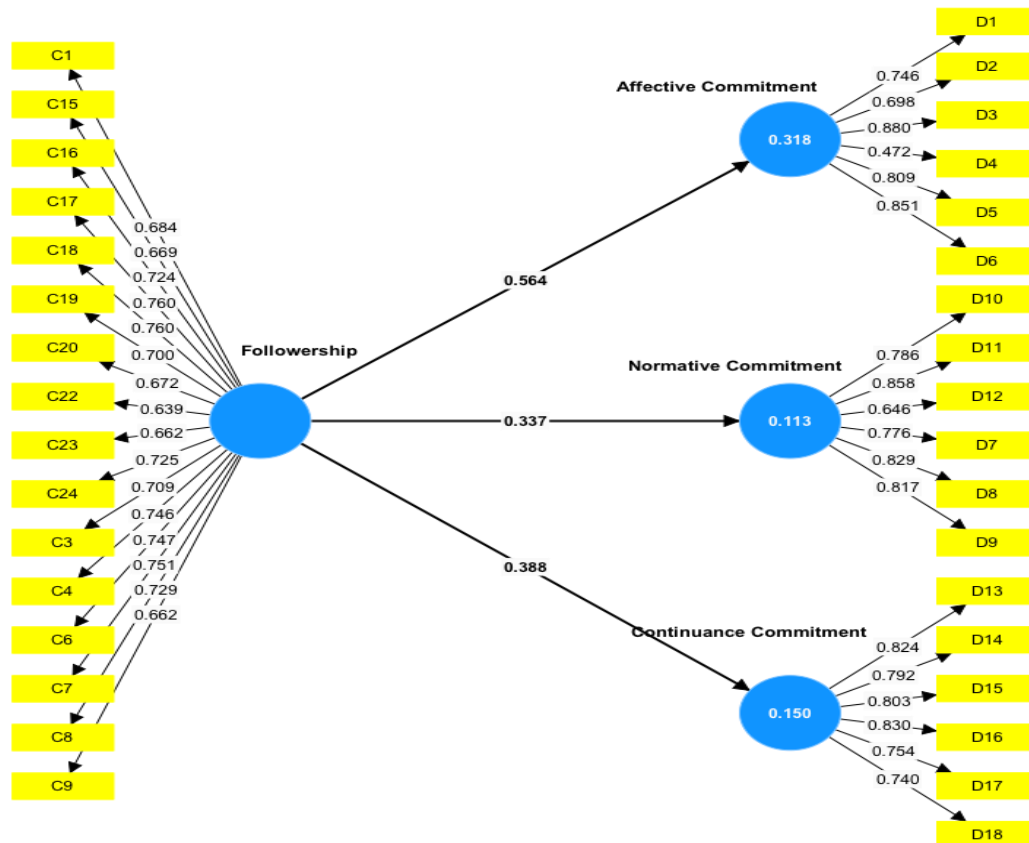 C1
C15
C16
C17
C18
C19
C20
C22
C23
C24
C3
C4
C6
C7
C8
C9
0.684
0.669
0.724
0.760
0.760
0.700
0.672
0.639
0.662
0.725
0.709
0.746
0.747
0.751
0.729
0.662
Followership
0.564
0.337
0.388
Affective Commitment
0.318
0.746
0.698
0.880
0.472
0.809
0.851
D1
D2
D3
D4
D5
D6
Normative Commitment
0.113
0.786
0.858
0.646
0.776
0.829
0.817
D10
D11
D12
D7
D8
D9
Continuance Commitment
0.150
0.824
0.792
0.803
0.830
0.754
0.740
D13
D14
D15
D16
D17
D18